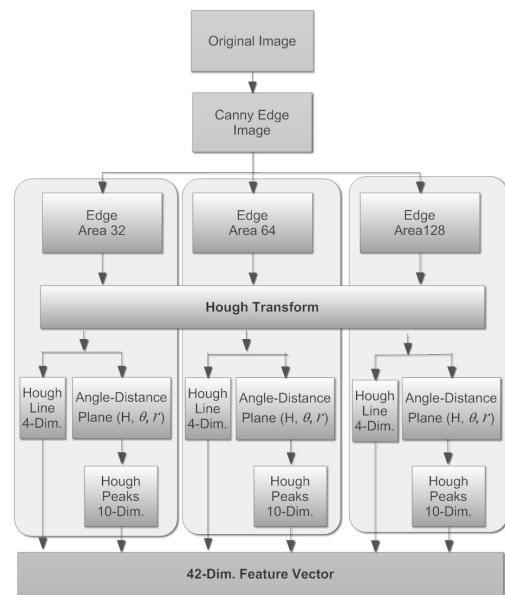 Original Image
Canny Edge
Image
Edge
Area 32
Edge
Area 64
Edge
Area128
Hough Transform
Hough
Line
4-Dim.
Angle-Distance
Plane (H, θ, r)
Hough
Line
4-Dim.
Angle-Distance
Plane (H, θ, r)
Hough
Line
4-Dim.
Angle-Distance
Plane (H, θ, r)
Hough
Peaks
10-Dim.
Hough
Peaks
10-Dim.
Hough
Peaks
10-Dim.
42-Dim. Feature Vector